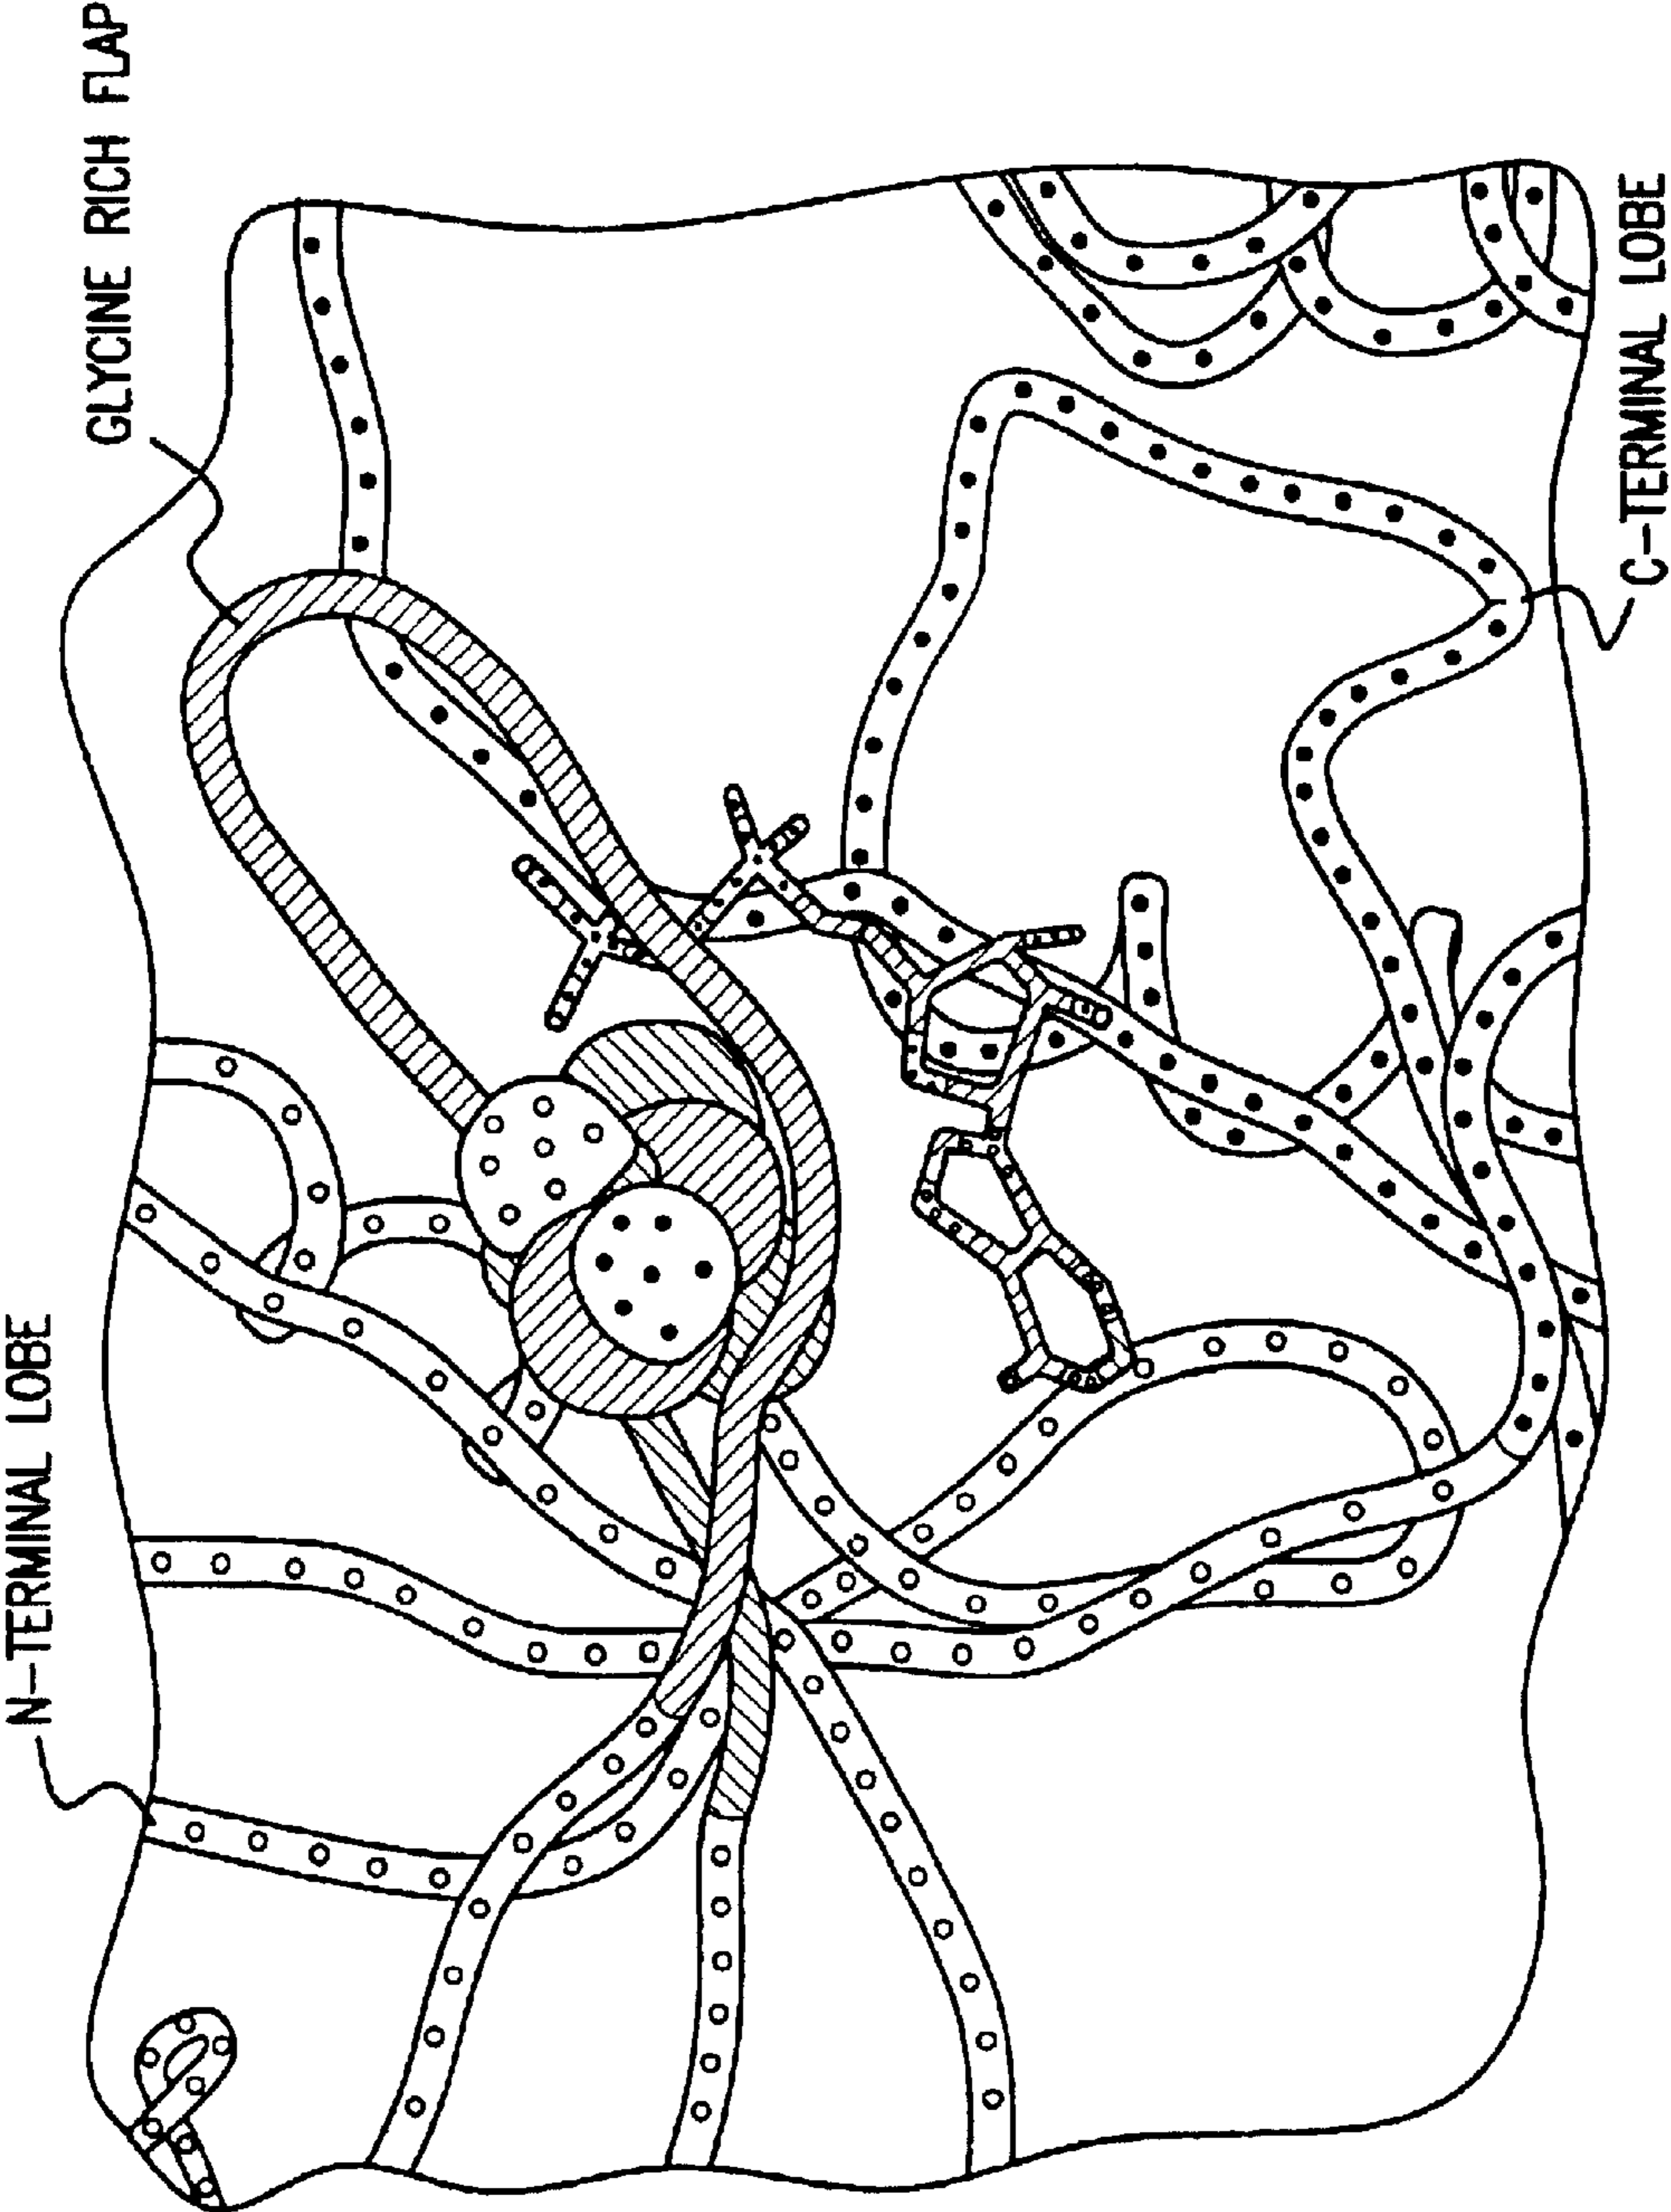 N-TERMINAL LOBE
GLYCINE RICH FLAP
C-TERMINAL LOBE